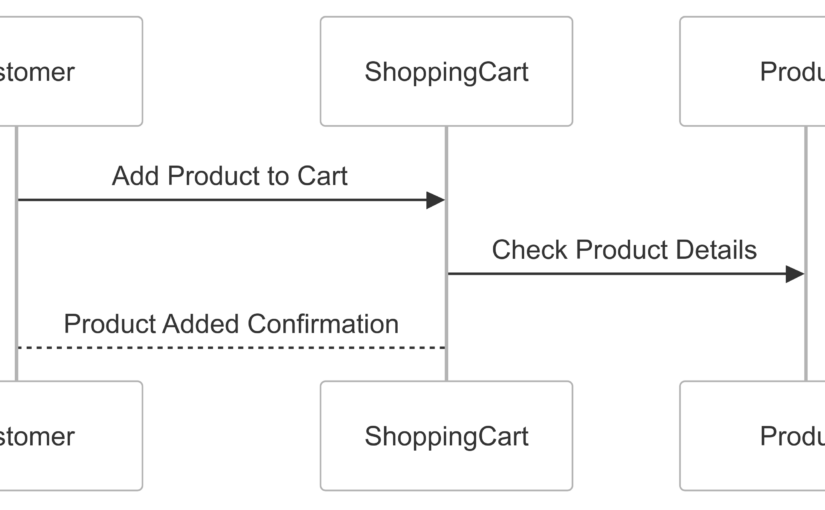 stomer
ShoppingCart
Produ
Add Product to Cart
Check Product Details
Product Added Confirmation
stomer
ShoppingCart
Produ